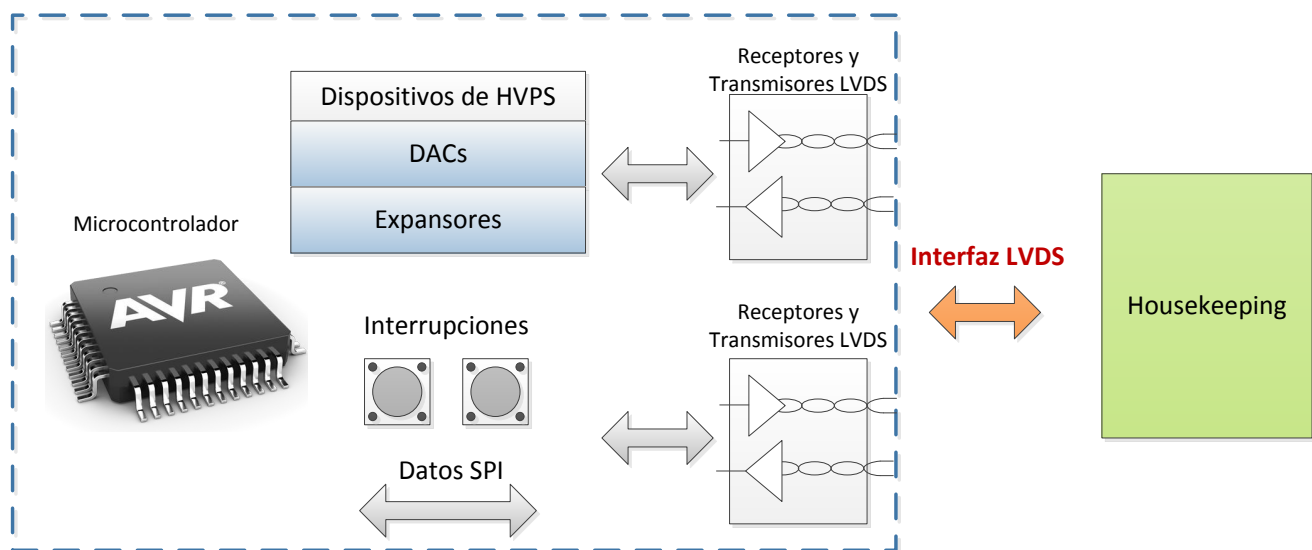 Receptores y
Transmisores LVDS
Dispositivos de HVPS
DACs
Expansores
Microcontrolador
AVR
Interfaz LVDS
Housekeeping
Interrupciones
Receptores y
Transmisores LVDS
Datos SPI